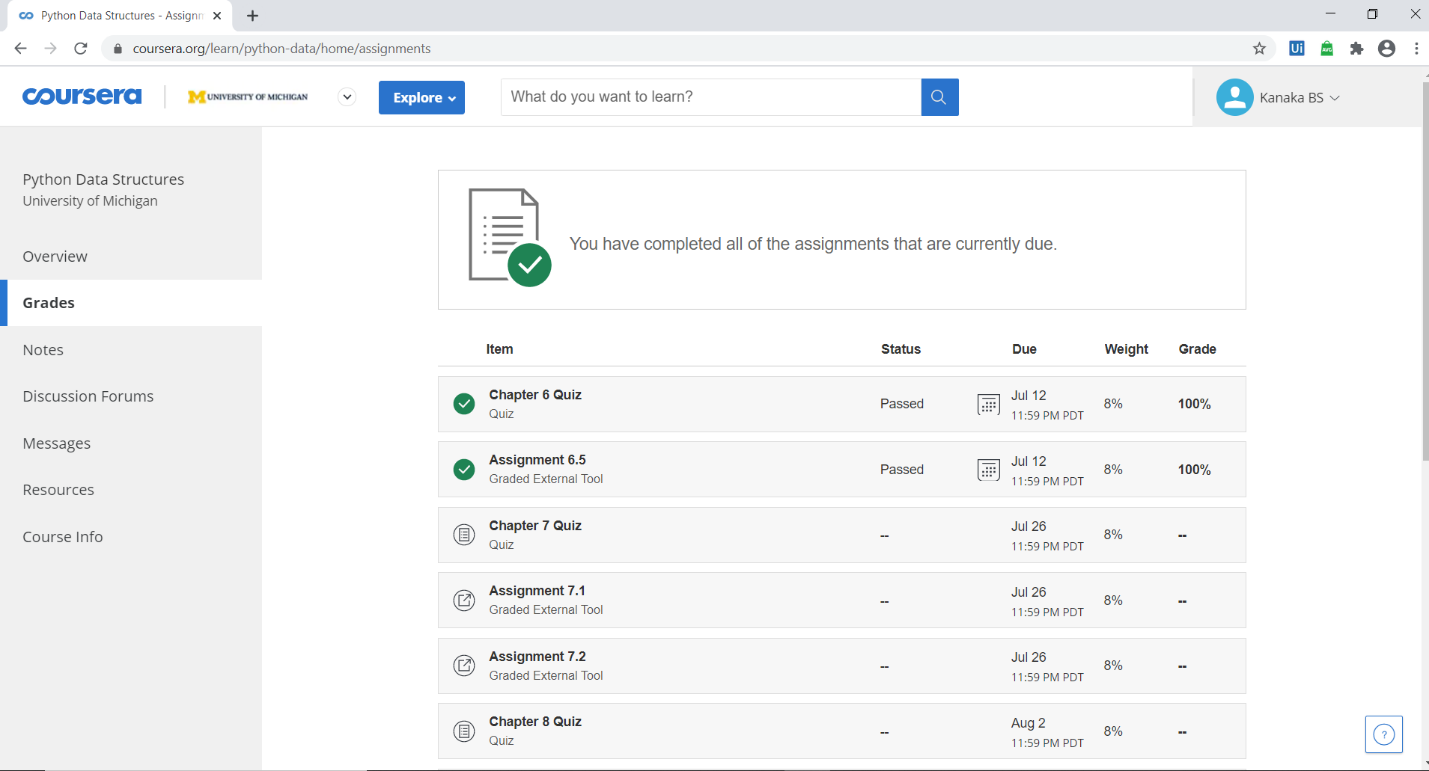 Python Data Structures - Assignm
coursera.org/learn/python-data/home/assignments
Ui
AVG
coursera
M UNIVERSITY OF MICHIGAN
Explore
What do you want to learn?
Kanaka BS
Python Data Structures
University of Michigan
Overview
Grades
Notes
Discussion Forums
Messages
Resources
Course Info
You have completed all of the assignments that are currently due.
Item Status Due Weight Grade
Chapter 6 Quiz
Quiz
Passed
Jul 12
11:59 PM PDT
8%
100%
Assignment 6.5
Graded External Tool
Passed
Jul 12
11:59 PM PDT
8%
100%
Chapter 7 Quiz
Quiz
--
Jul 26
11:59 PM PDT
8%
--
Assignment 7.1
Graded External Tool
--
Jul 26
11:59 PM PDT
8%
--
Assignment 7.2
Graded External Tool
--
Jul 26
11:59 PM PDT
8%
--
Chapter 8 Quiz
Quiz
--
Aug 2
11:59 PM PDT
8%
--
?